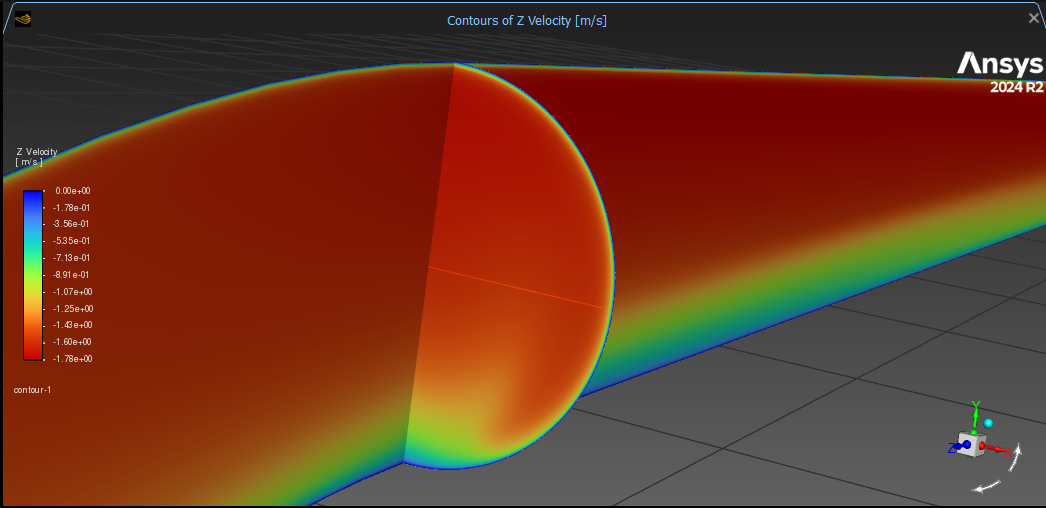 Contours of Z Velocity [m/s]
Ansys
2024 R2
Z Velocity
[ m/s ]
0.00e+00
-1.78e-01
-3.56e-01
-5.35e-01
-7.13e-01
-8.91e-01
-1.07e+00
-1.25e+00
-1.43e+00
-1.60e+00
-1.78e+00
contour-1
Y
Z
X